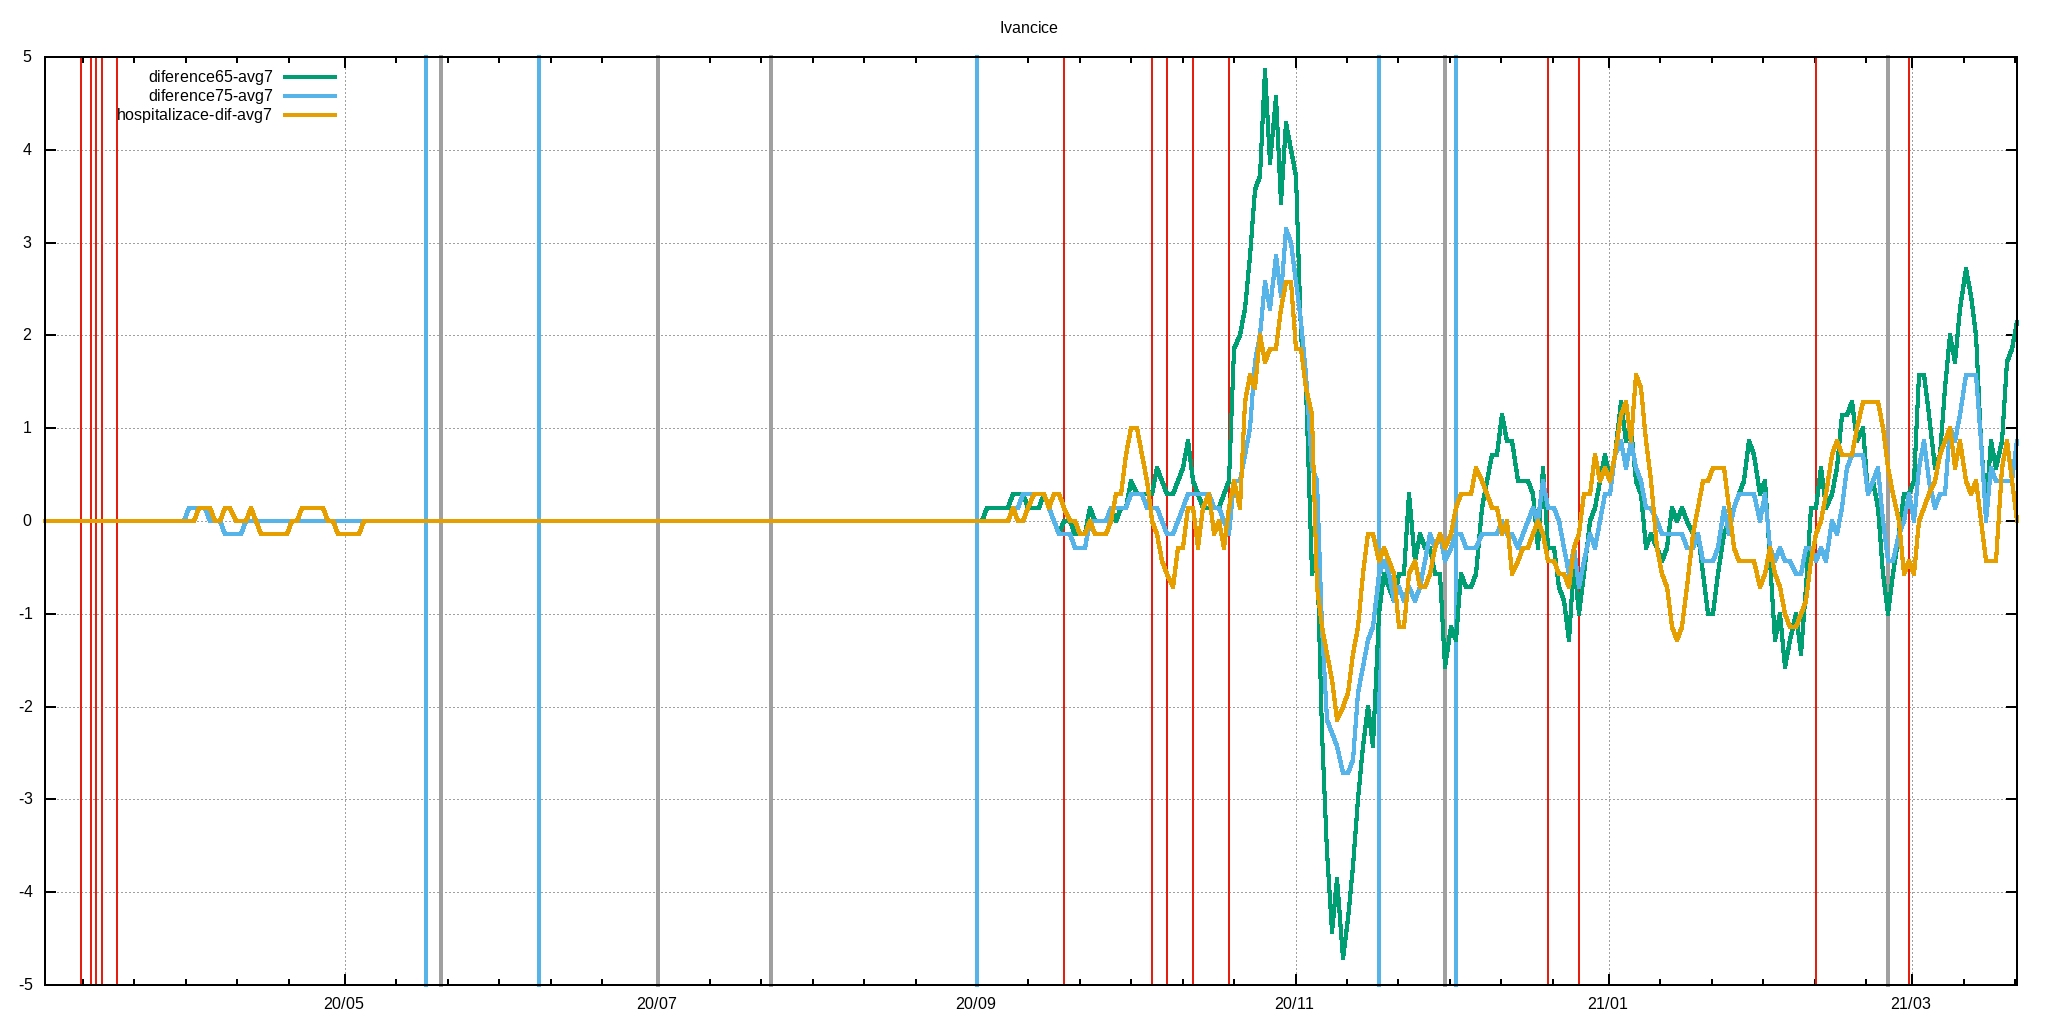 Ivancice
5
diference65-avg7
diference75-avg7
hospitalizace-dif-avg7
4
3
2
1
0
-1
-2
-3
-4
-5
20/05 20/07 20/09 20/11 21/01 21/03